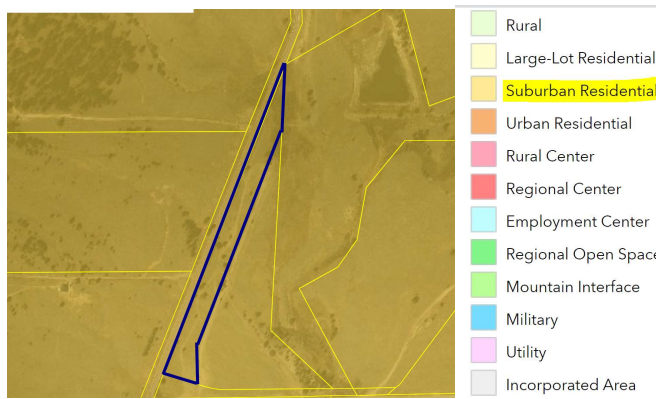 Rural
Large-Lot Residential
Suburban Residential
Urban Residential
Rural Center
Regional Center
Employment Center
Regional Open Space
Mountain Interface
Military
Utility
Incorporated Area